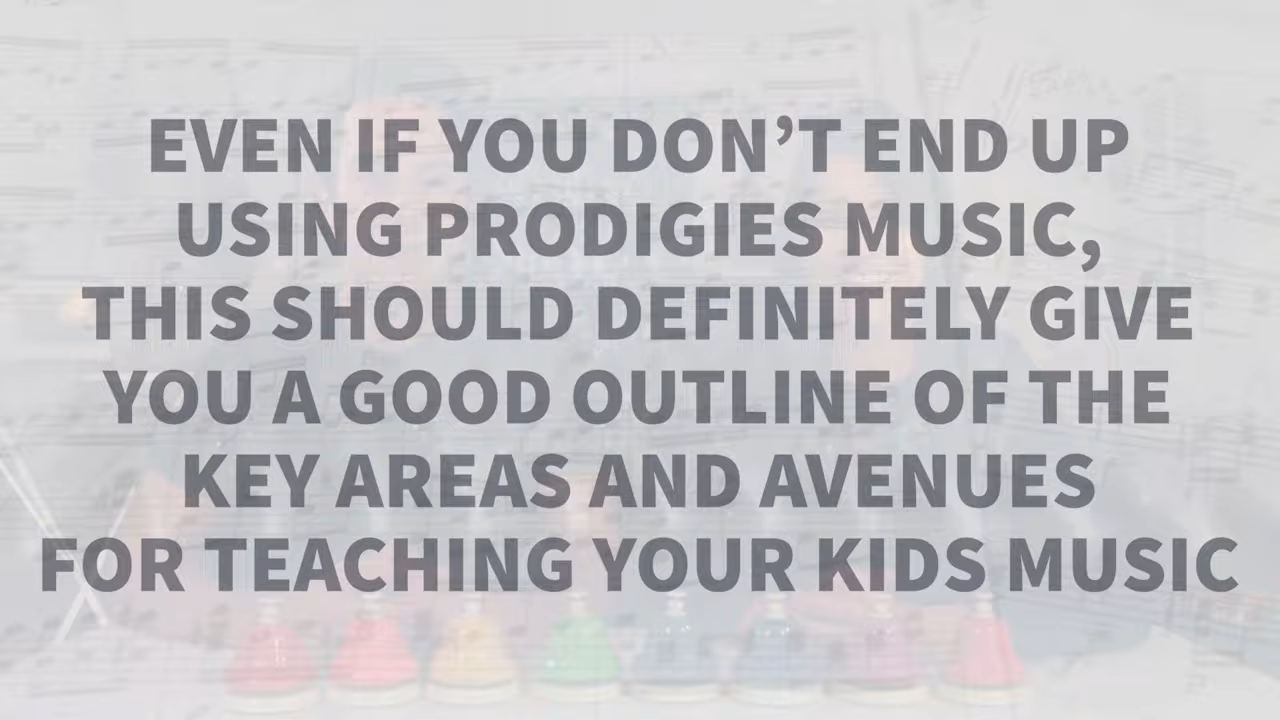 EVEN IF YOU DON’T END UP
USING PRODIGIES MUSIC,
THIS SHOULD DEFINITELY GIVE
YOU A GOOD OUTLINE OF THE
KEY AREAS AND AVENUES
FOR TEACHING YOUR KIDS MUSIC